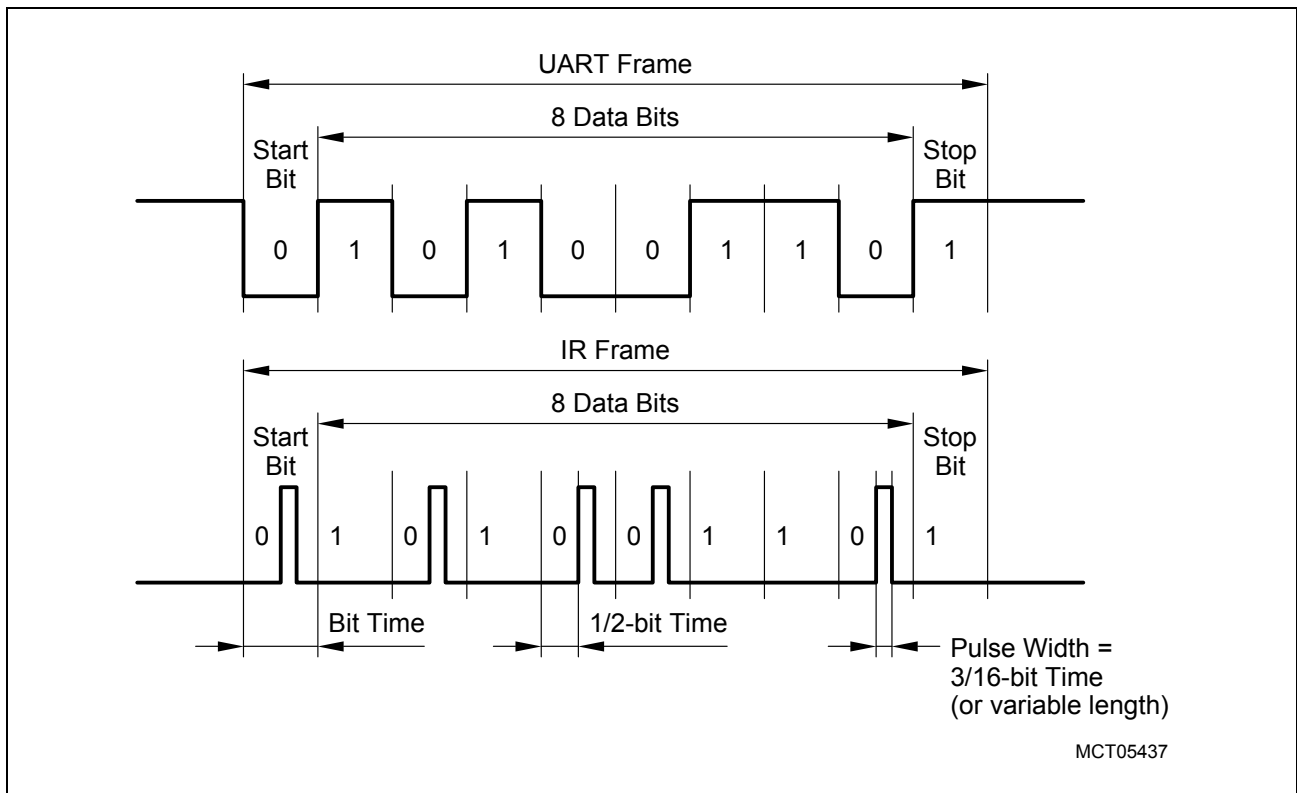 UART Frame
8 Data Bits
Start
Bit
Stop
Bit
0 1 0 1 0 0 1 1 0 1
IR Frame
8 Data Bits
Start
Bit
Stop
Bit
0 1 0 1 0 0 1 1 0 1
Bit Time
1/2-bit Time
Pulse Width =
3/16-bit Time
(or variable length)
MCT05437